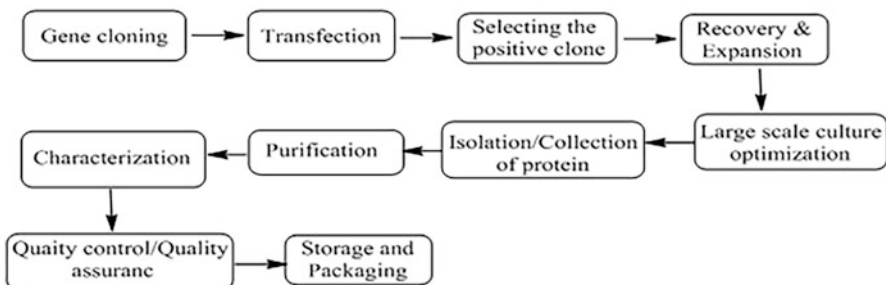 Gene cloning
Transfection
Selecting the
positive clone
Recovery &
Expansion
Large scale culture
optimization
Isolation/Collection
of protein
Purification
Characterization
Quaity control/Quality
assuranc
Storage and
Packaging